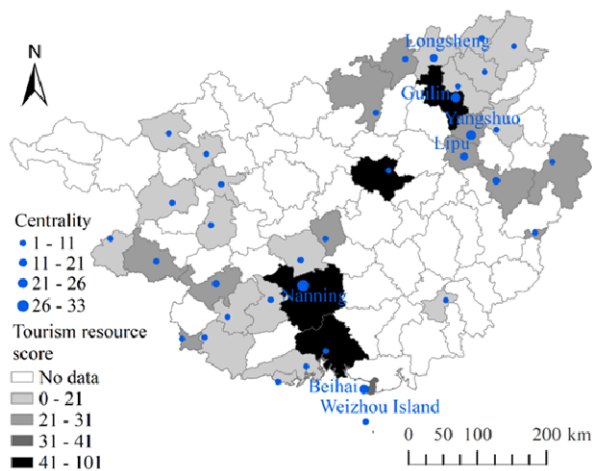 N
Longsheng
Guilin
Yangshuo
Lipu
Centrality
1 - 11
11 - 21
21 - 26
26 - 33
Nanning
Tourism resource
score
No data
0 - 21
21 - 31
31 - 41
41 - 101
Beihai
Weizhou Island
0 50 100 200 km